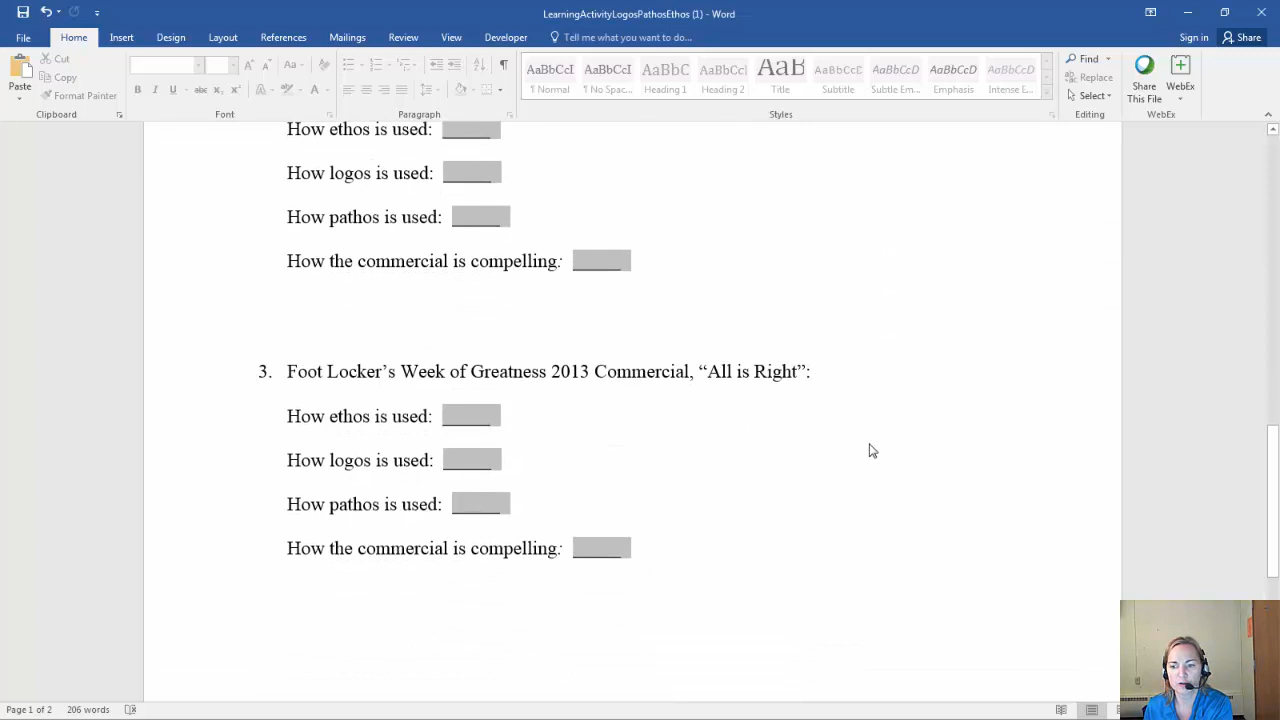 LearningActivityLogosPathosEthos (1) - Word
File Home Insert Design Layout References Mailings Review View Developer Tell me what you want to do... Sign in Share
Paste
Cut
Copy
Format Painter
Clipboard
Font
Paragraph
AaBbCcI AaBbCcI AaBbC AaBbCc AaB AaBbCcD AaBbCcD AaBbCcD AaBbCcD
¶ Normal ¶ No Spac... Heading 1 Heading 2 Title Subtitle Subtle Em... Emphasis Intense E...
Styles
Find
Replace
Select
Editing
Share This File
WebEx
WebEx
How ethos is used:
How logos is used:
How pathos is used:
How the commercial is compelling:
3. Foot Locker’s Week of Greatness 2013 Commercial, “All is Right”:
How ethos is used:
How logos is used:
How pathos is used:
How the commercial is compelling:
Page 1 of 2 206 words